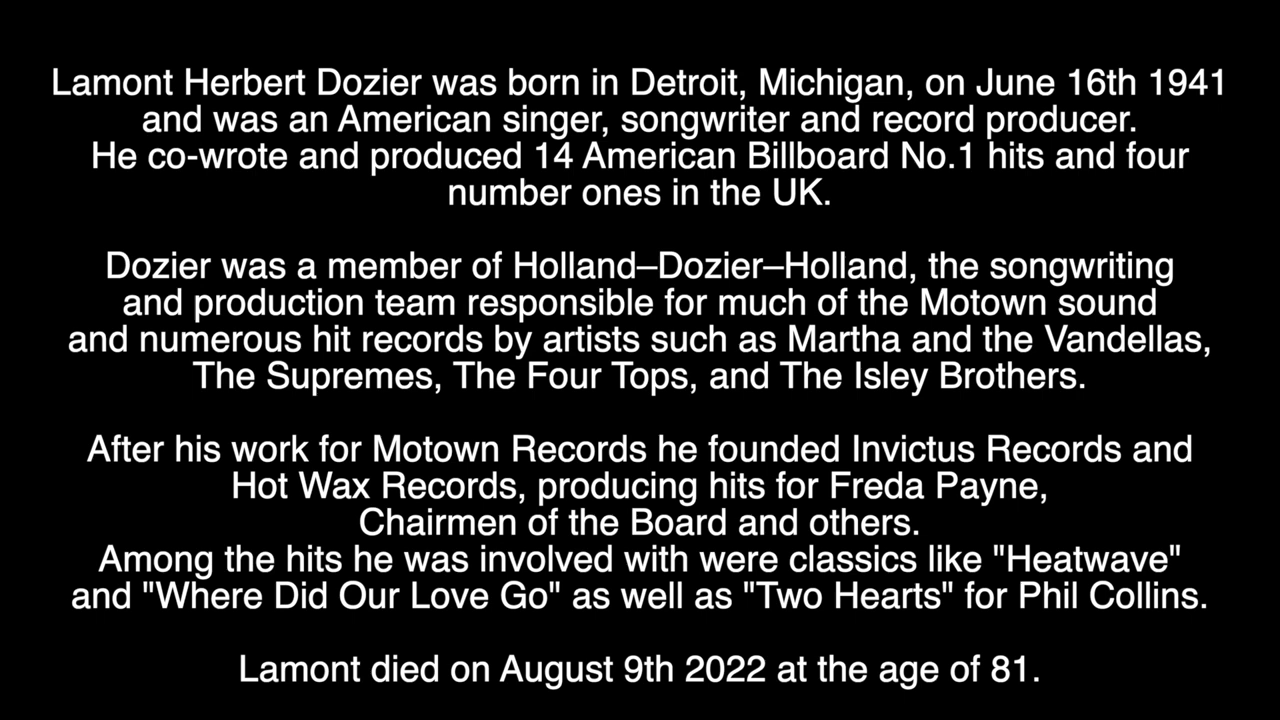 Lamont Herbert Dozier was born in Detroit, Michigan, on June 16th 1941
and was an American singer, songwriter and record producer.
He co-wrote and produced 14 American Billboard No.1 hits and four
number ones in the UK.
Dozier was a member of Holland–Dozier–Holland, the songwriting
and production team responsible for much of the Motown sound
and numerous hit records by artists such as Martha and the Vandellas,
The Supremes, The Four Tops, and The Isley Brothers.
After his work for Motown Records he founded Invictus Records and
Hot Wax Records, producing hits for Freda Payne,
Chairmen of the Board and others.
Among the hits he was involved with were classics like "Heatwave"
and "Where Did Our Love Go" as well as "Two Hearts" for Phil Collins.
Lamont died on August 9th 2022 at the age of 81.